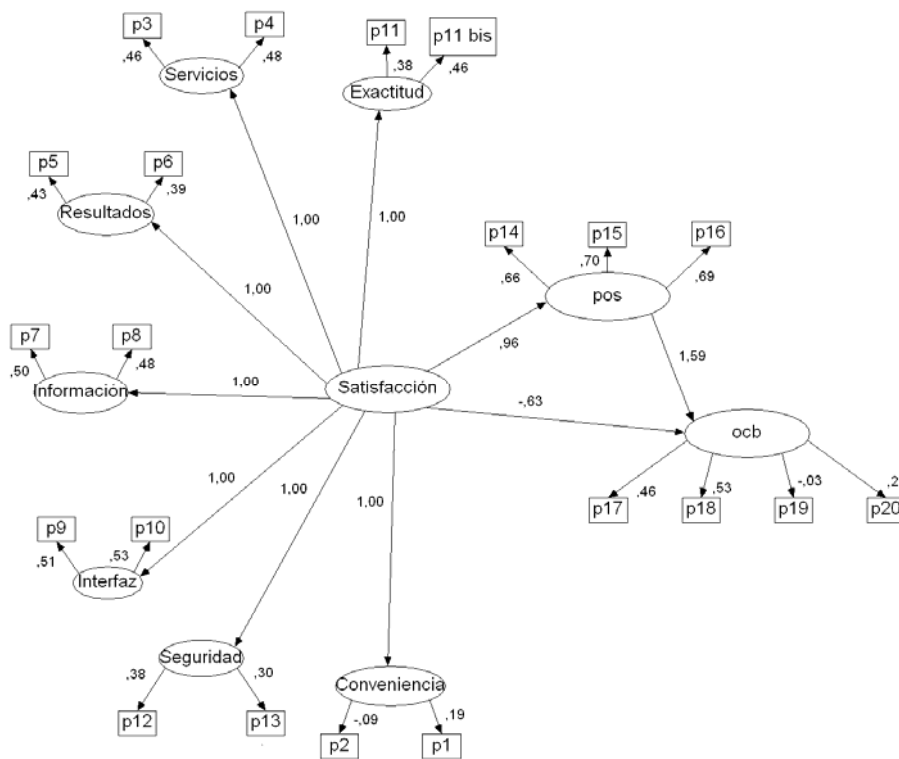 p3
p4
,46
,48
Servicios
p11
p11 bis
,38
,46
Exactitud
p5
p6
,43
,39
Resultados
1,00
1,00
1,00
p14
p15
p16
,66
,70
,69
pos
p7
p8
,50
,48
Información
1,00
Satisfacción
,96
1,59
-,63
ocb
1,00
1,00
1,00
,46
,53
-,03
,2
p17
p18
p19
p20
p9
p10
,51
,53
Interfaz
Seguridad
,38
,30
p12
p13
Conveniencia
-,09
,19
p2
p1